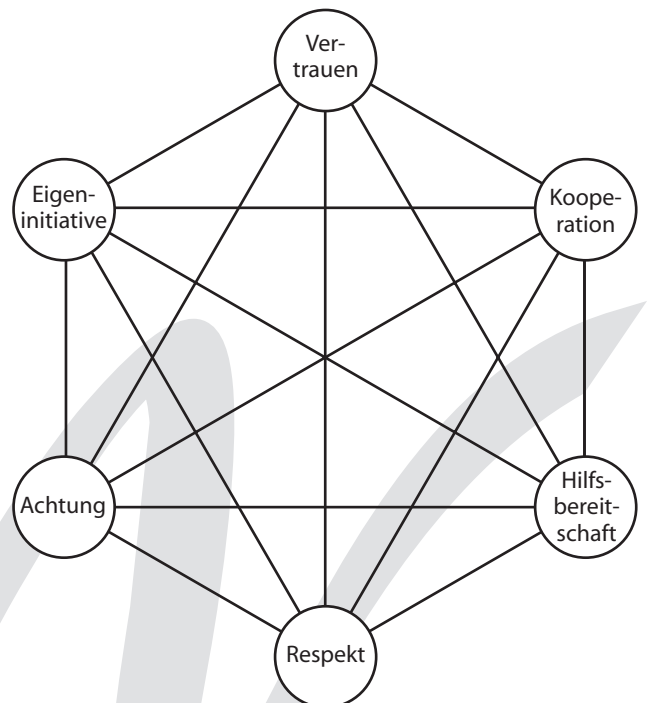 Ver-
trauen
Eigen-
initiative
Koope-
ration
Achtung
Hilfs-
bereit-
schaft
Respekt